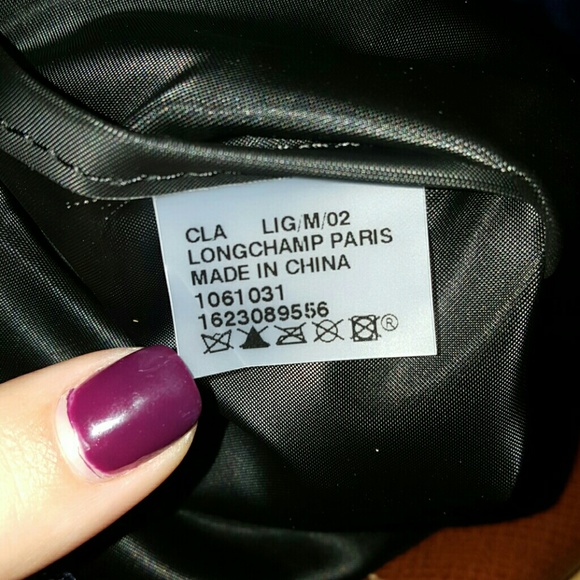 CLA LIG/M/02
LONGCHAMP PARIS
MADE IN CHINA
1061031
1623089556
®